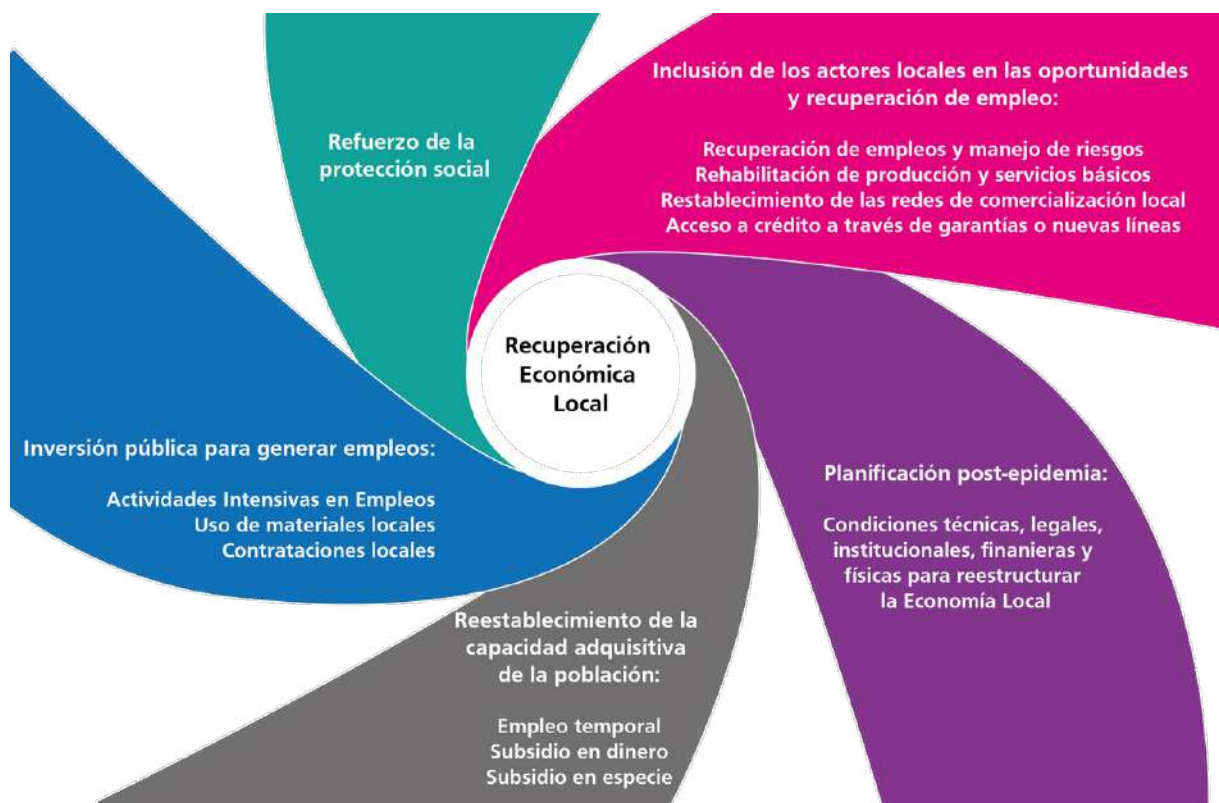 Refuerzo de la
protección social
Inclusión de los actores locales en las oportunidades
y recuperación de empleo:
Recuperación de empleos y manejo de riesgos
Rehabilitación de producción y servicios básicos
Restablecimiento de las redes de comercialización local
Acceso a crédito a través de garantías o nuevas líneas
Recuperación
Económica
Local
Inversión pública para generar empleos:
Actividades Intensivas en Empleos
Uso de materiales locales
Contrataciones locales
Planificación post-epidemia:
Condiciones técnicas, legales,
institucionales, finanieras y
físicas para reestructurar
la Economía Local
Reestablecimiento de la
capacidad adquisitiva
de la población:
Empleo temporal
Subsidio en dinero
Subsidio en especie